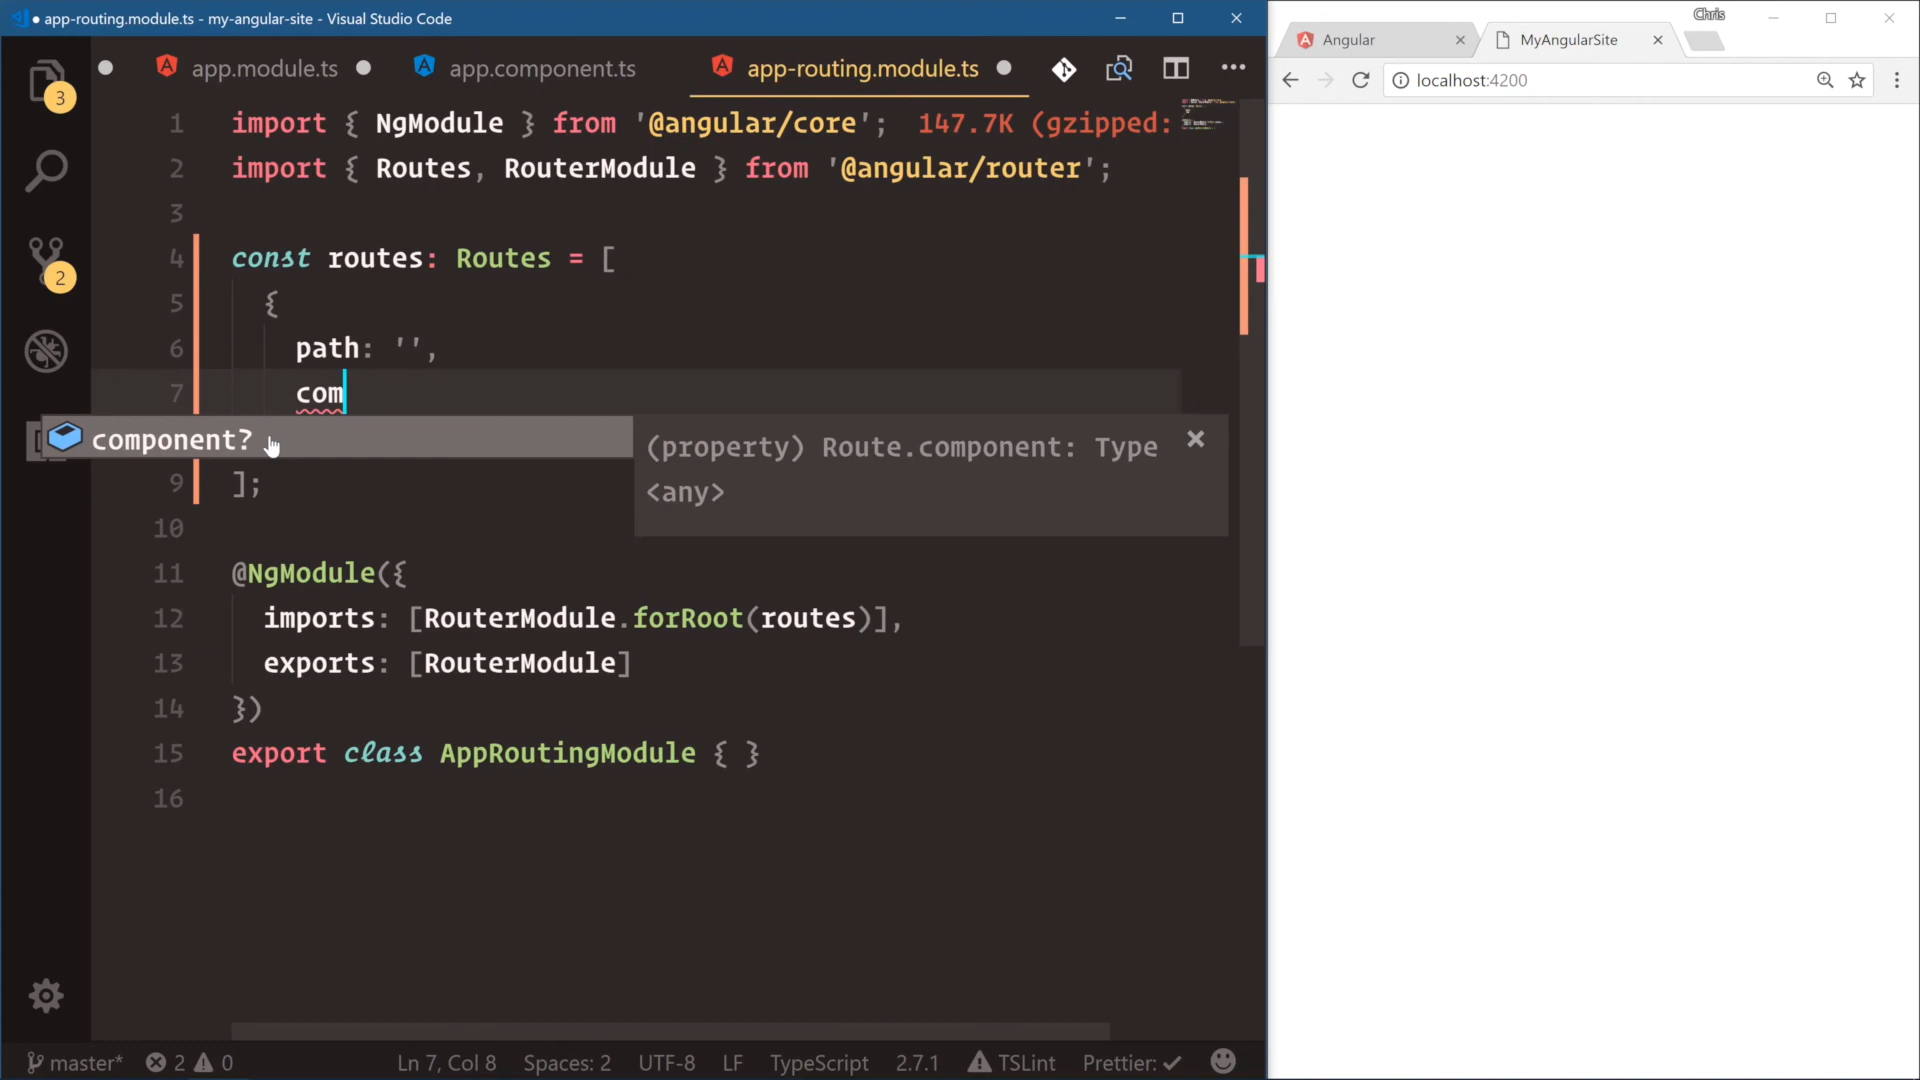 app-routing.module.ts - my-angular-site - Visual Studio Code
app.module.ts
app.component.ts
app-routing.module.ts
1 import { NgModule } from '@angular/core'; 147.7K (gzipped:
2 import { Routes, RouterModule } from '@angular/router';
3
4 const routes: Routes = [
5 {
6 path: '',
7 com
component?
(property) Route.component: Type
<any>
9 ];
10
11 @NgModule({
12 imports: [RouterModule.forRoot(routes)],
13 exports: [RouterModule]
14 })
15 export class AppRoutingModule { }
16
3
2
master* 2 0 Ln 7, Col 8 Spaces: 2 UTF-8 LF TypeScript 2.7.1 TSLint Prettier: ✓
Chris
Angular
MyAngularSite
localhost:4200